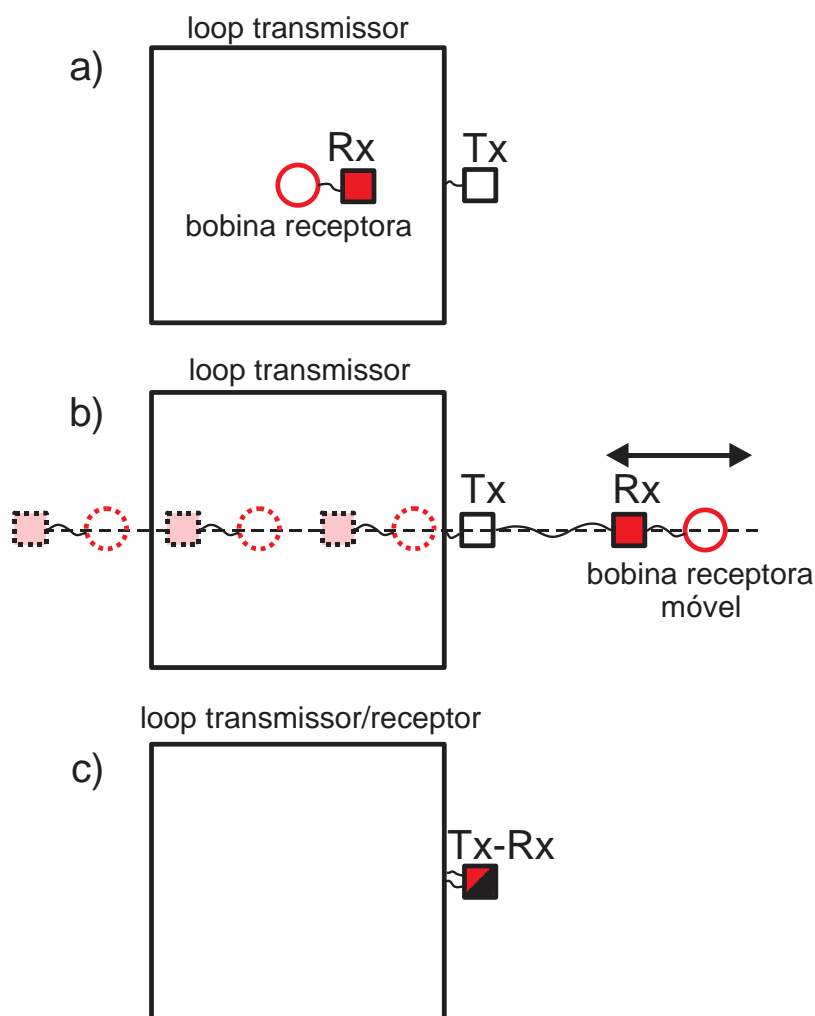 loop transmissor
a)
Rx
Tx
bobina receptora
loop transmissor
b)
Tx
Rx
bobina receptora
móvel
loop transmissor/receptor
c)
Tx-Rx